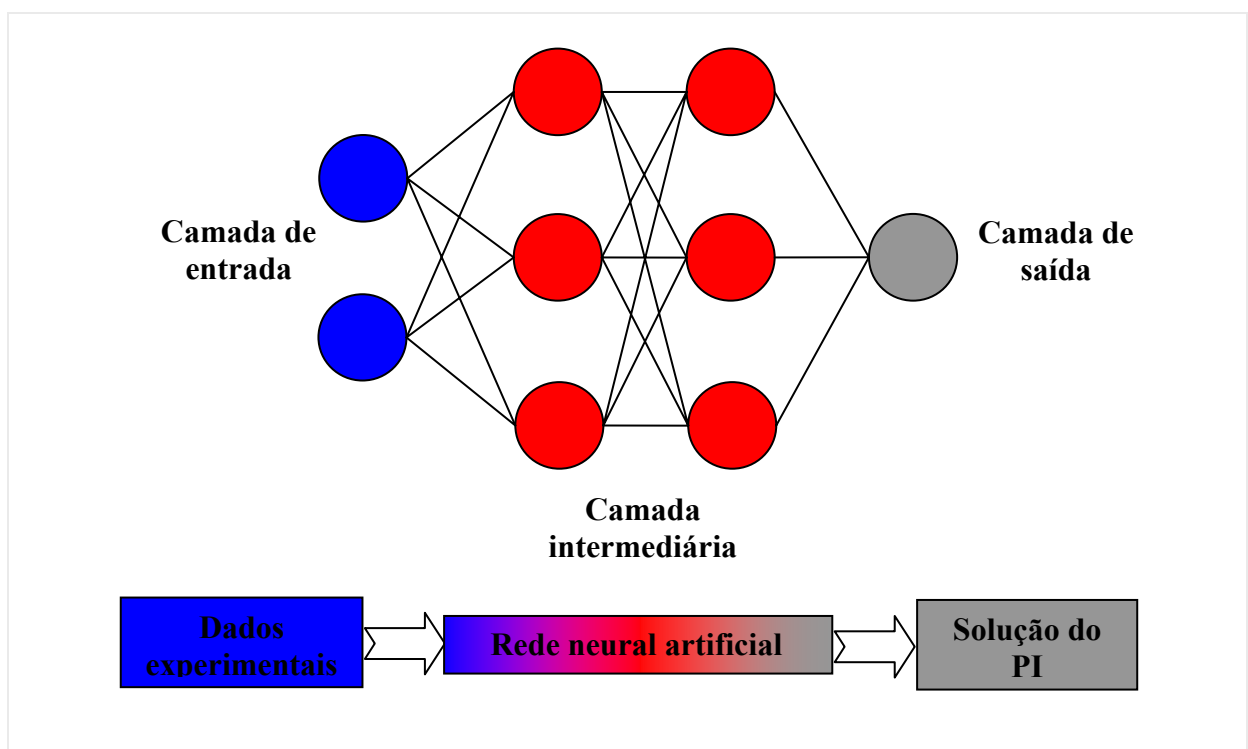 Camada de
entrada
Camada de
saída
Camada
intermediária
Dados
experimentais
Rede neural artificial
Solução do
PI